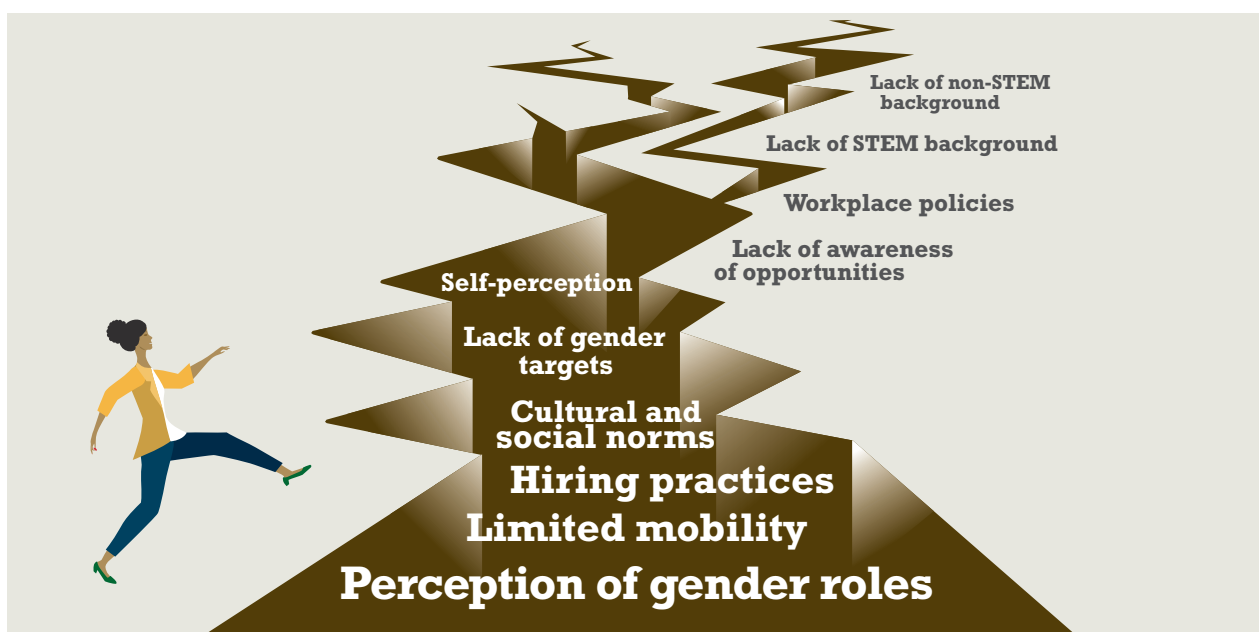 Lack of non-STEM
background
Lack of STEM background
Workplace policies
Lack of awareness
of opportunities
Self-perception
Lack of gender
targets
Cultural and
social norms
Hiring practices
Limited mobility
Perception of gender roles